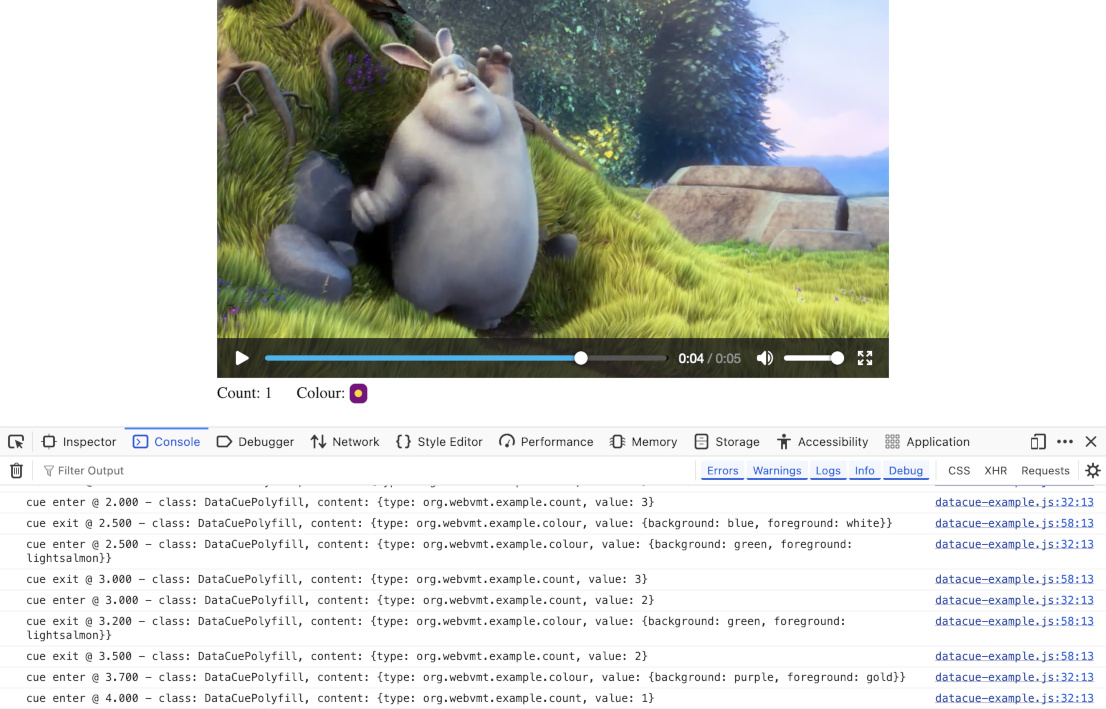 0:04 / 0:05
Count: 1 Colour:
Inspector Console Debugger Network Style Editor Performance Memory Storage Accessibility Application
Filter Output Errors Warnings Logs Info Debug CSS XHR Requests
cue enter @ 2.000 – class: DataCuePolyfill, content: {type: org.webvmt.example.count, value: 3} datacue-example.js:32:13
cue exit @ 2.500 – class: DataCuePolyfill, content: {type: org.webvmt.example.colour, value: {background: blue, foreground: white}} datacue-example.js:58:13
cue enter @ 2.500 – class: DataCuePolyfill, content: {type: org.webvmt.example.colour, value: {background: green, foreground: datacue-example.js:32:13
lightsalmon}}
cue exit @ 3.000 – class: DataCuePolyfill, content: {type: org.webvmt.example.count, value: 3} datacue-example.js:58:13
cue enter @ 3.000 – class: DataCuePolyfill, content: {type: org.webvmt.example.count, value: 2} datacue-example.js:32:13
cue exit @ 3.200 – class: DataCuePolyfill, content: {type: org.webvmt.example.colour, value: {background: green, foreground: datacue-example.js:58:13
lightsalmon}}
cue exit @ 3.500 – class: DataCuePolyfill, content: {type: org.webvmt.example.count, value: 2} datacue-example.js:58:13
cue enter @ 3.700 – class: DataCuePolyfill, content: {type: org.webvmt.example.colour, value: {background: purple, foreground: gold}} datacue-example.js:32:13
cue enter @ 4.000 – class: DataCuePolyfill, content: {type: org.webvmt.example.count, value: 1} datacue-example.js:32:13